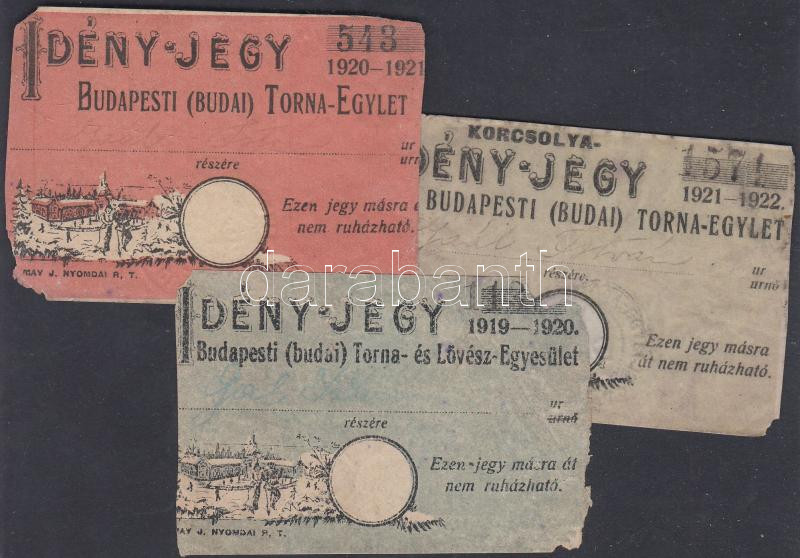 IDÉNY-JEGY
543
1920–1921
BUDAPESTI (BUDAI) TORNA-EGYLET
ur
urnő
részére
Ezen jegy másra á
nem ruházható.
MAY J. NYOMDAI R. T.
KORCSOLYA-
DÉNY-JEGY
1571
1921–1922.
BUDAPESTI (BUDAI) TORNA-EGYLET
ur
urnő
részére.
Ezen jegy másra
át nem ruházható.
darabanth
IDÉNY-JEGY
1919—1920.
Budapesti (budai) Torna- és Lövész-Egyesület
ur
urnő
részére
Ezen jegy másra át
nem ruházható.
MAY J. NYOMDAI R. T.